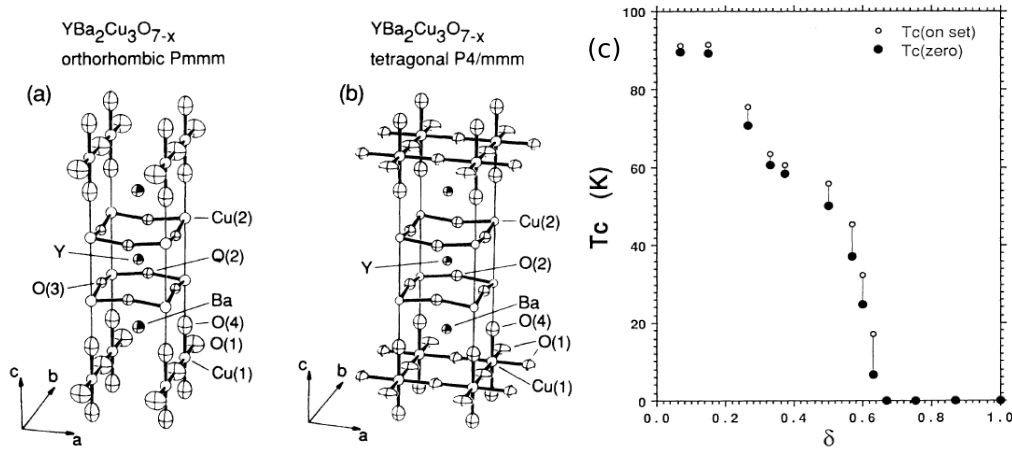 YBa₂Cu₃O₇₋ₓ
orthorhombic Pmmm
(a)
Cu(2)
Y
O(2)
O(3)
Ba
O(4)
O(1)
Cu(1)
c
b
a
YBa₂Cu₃O₇₋ₓ
tetragonal P4/mmm
(b)
Cu(2)
Y
O(2)
Ba
O(4)
O(1)
Cu(1)
c
b
a
(c)
Tc(on set)
Tc(zero)
Tc (K)
100
80
60
40
20
0
0.0 0.2 0.4 0.6 0.8 1.0
δ